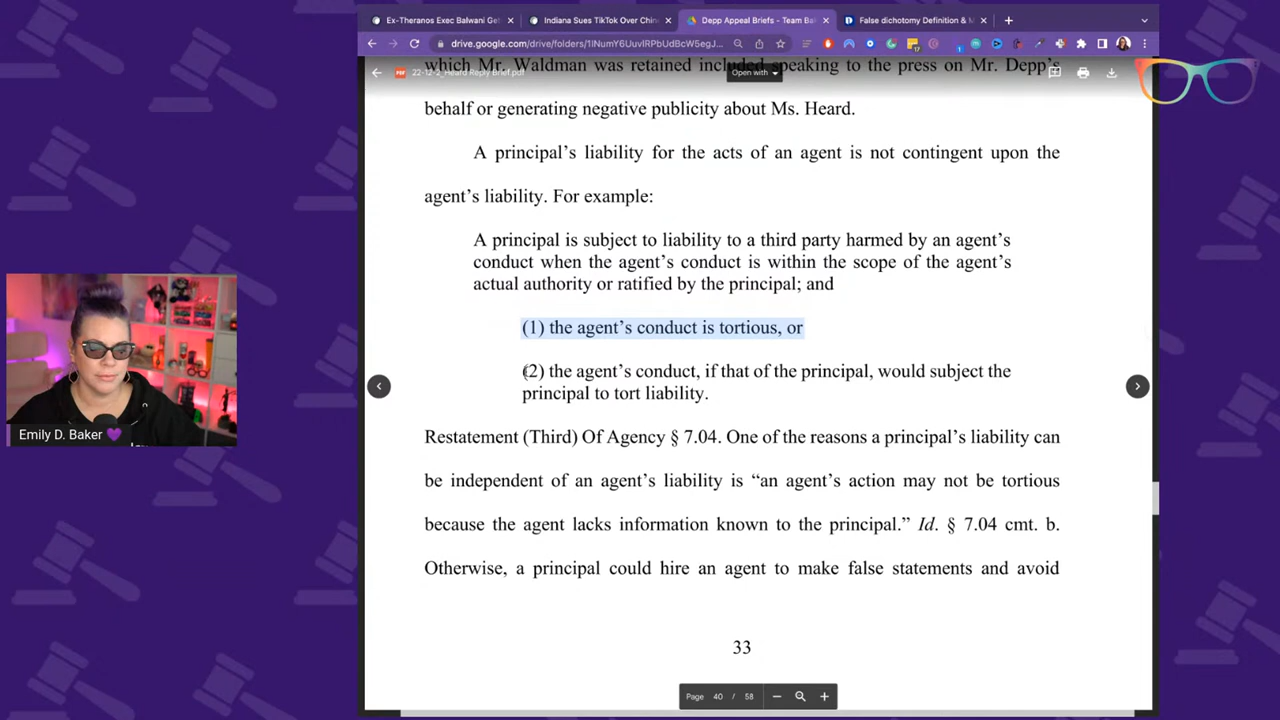 Ex-Theranos Exec Balwani Get
Indiana Sues TikTok Over Chin
Depp Appeal Briefs - Team Ba
False dichotomy Definition & M
drive.google.com/drive/folders/1INumY6UuvlRPbUdBcW5egJ...
which Mr. Waldman was retained included speaking to the press on Mr. Depp's
22-12-2_Heard Reply Brief.pdf
Open with
behalf or generating negative publicity about Ms. Heard.
A principal's liability for the acts of an agent is not contingent upon the
agent's liability. For example:
A principal is subject to liability to a third party harmed by an agent's
conduct when the agent's conduct is within the scope of the agent's
actual authority or ratified by the principal; and
(1) the agent's conduct is tortious, or
(2) the agent's conduct, if that of the principal, would subject the
principal to tort liability.
Restatement (Third) Of Agency § 7.04. One of the reasons a principal's liability can
be independent of an agent's liability is “an agent's action may not be tortious
because the agent lacks information known to the principal.” Id. § 7.04 cmt. b.
Otherwise, a principal could hire an agent to make false statements and avoid
33
Page 40 / 58
Emily D. Baker 💜